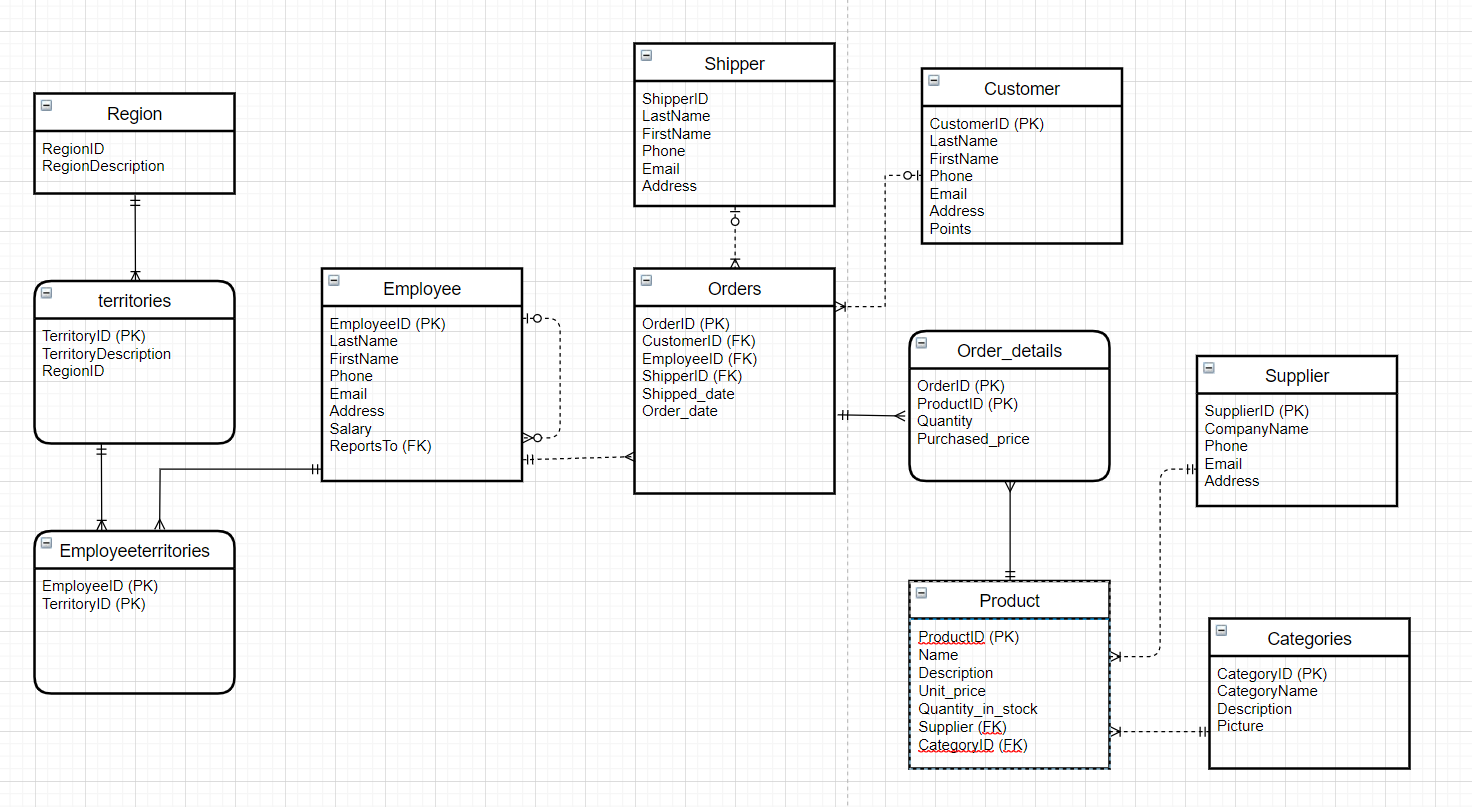 Shipper
ShipperID
LastName
FirstName
Phone
Email
Address
Customer
CustomerID (PK)
LastName
FirstName
Phone
Email
Address
Points
Region
RegionID
RegionDescription
territories
TerritoryID (PK)
TerritoryDescription
RegionID
Employee
EmployeeID (PK)
LastName
FirstName
Phone
Email
Address
Salary
ReportsTo (FK)
Orders
OrderID (PK)
CustomerID (FK)
EmployeeID (FK)
ShipperID (FK)
Shipped_date
Order_date
Order_details
OrderID (PK)
ProductID (PK)
Quantity
Purchased_price
Supplier
SupplierID (PK)
CompanyName
Phone
Email
Address
Employeeterritories
EmployeeID (PK)
TerritoryID (PK)
Product
ProductID (PK)
Name
Description
Unit_price
Quantity_in_stock
Supplier (FK)
CategoryID (FK)
Categories
CategoryID (PK)
CategoryName
Description
Picture